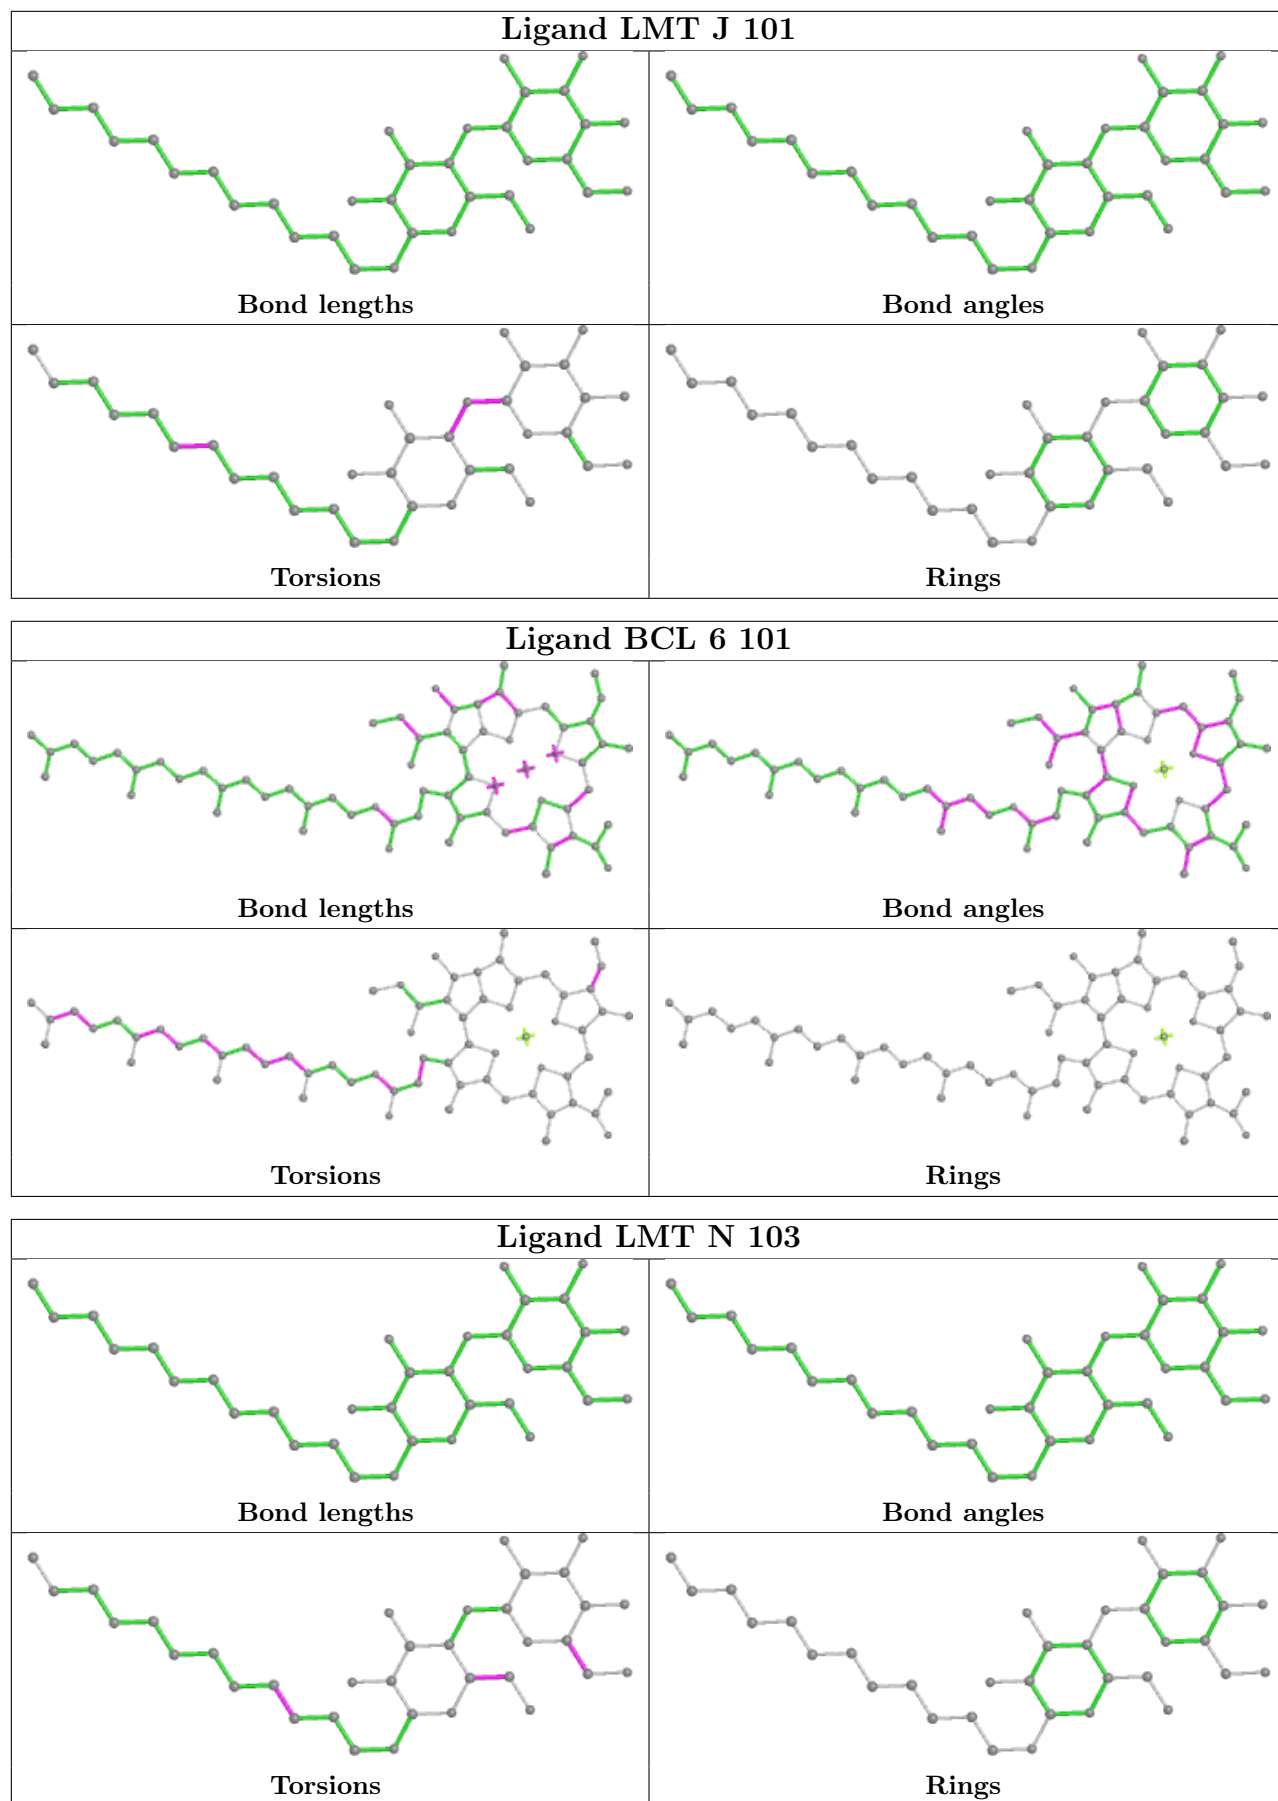 Ligand LMT J 101
Bond lengths
Bond angles
Torsions
Rings
Ligand BCL 6 101
Bond lengths
Bond angles
Torsions
Rings
Ligand LMT N 103
Bond lengths
Bond angles
Torsions
Rings